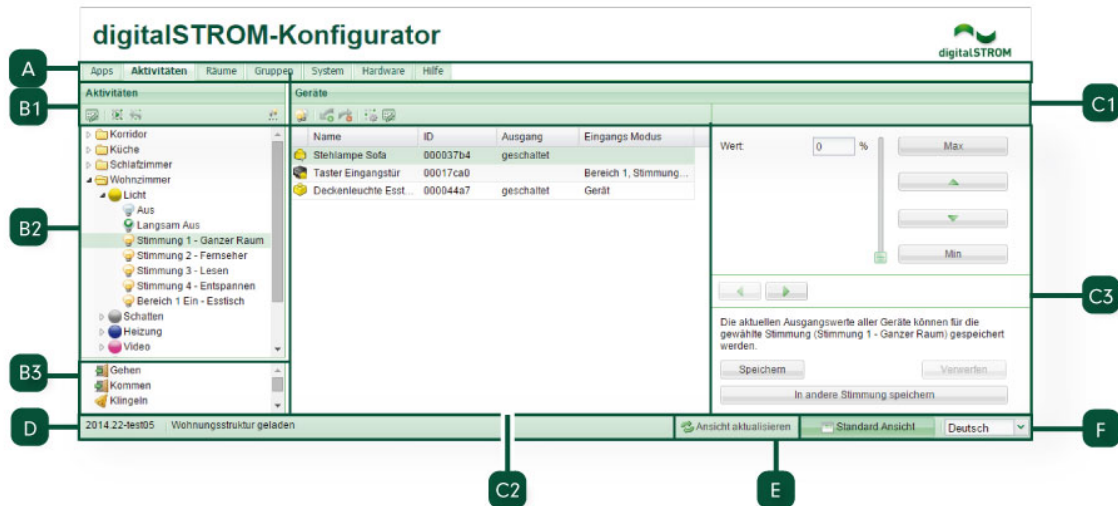 digitalSTROM-Konfigurator
digitalSTROM
A
Apps Aktivitäten Räume Gruppen System Hardware Hilfe
B1
Aktivitäten
Geräte
C1
Name ID Ausgang Eingangs Modus
Stehlampe Sofa 000037b4 geschaltet
Taster Eingangstür 00017ca0 Bereich 1, Stimmung...
Deckenleuchte Esst... 000044a7 geschaltet Gerät
B2
Korridor
Küche
Schlafzimmer
Wohnzimmer
Licht
Aus
Langsam Aus
Stimmung 1 - Ganzer Raum
Stimmung 2 - Fernseher
Stimmung 3 - Lesen
Stimmung 4 - Entspannen
Bereich 1 Ein - Esstisch
Schatten
Heizung
Video
Wert: 0 %
Max
Min
C3
Die aktuellen Ausgangswerte aller Geräte können für die
gewählte Stimmung (Stimmung 1 - Ganzer Raum) gespeichert
werden.
Speichern Verwerfen
In andere Stimmung speichern
B3
Gehen
Kommen
Klingeln
D
2014.22-test05 Wohnungsstruktur geladen
Ansicht aktualisieren
Standard Ansicht
Deutsch
F
C2
E